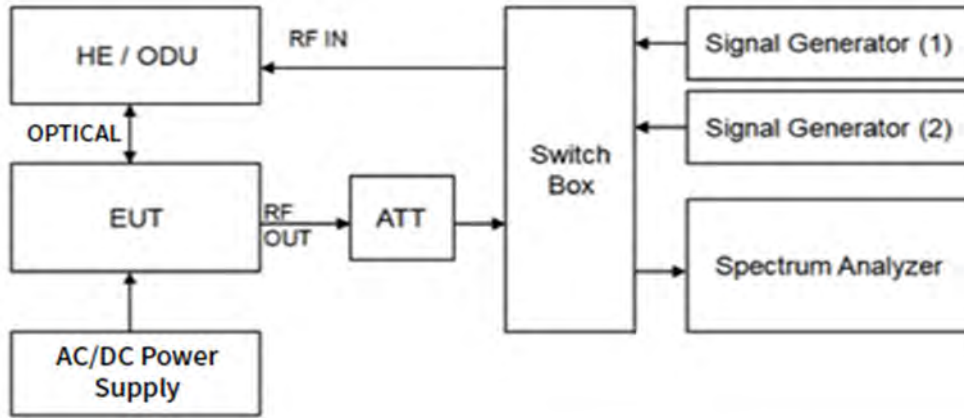 HE / ODU
RF IN
Signal Generator (1)
OPTICAL
Signal Generator (2)
Switch
Box
EUT
RF
OUT
ATT
Spectrum Analyzer
AC/DC Power
Supply